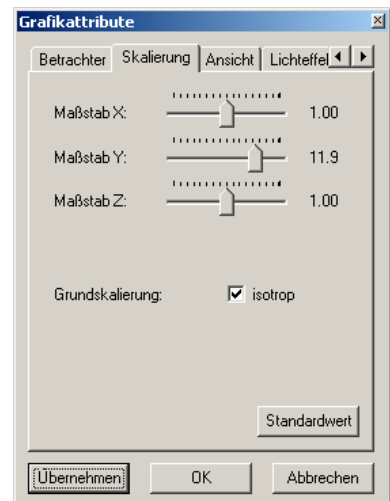 Grafikattribute
Betrachter Skalierung Ansicht Lichteffel
Maßstab X: 1.00
Maßstab Y: 11.9
Maßstab Z: 1.00
Grundskalierung: isotrop
Standardwert
Übernehmen OK Abbrechen